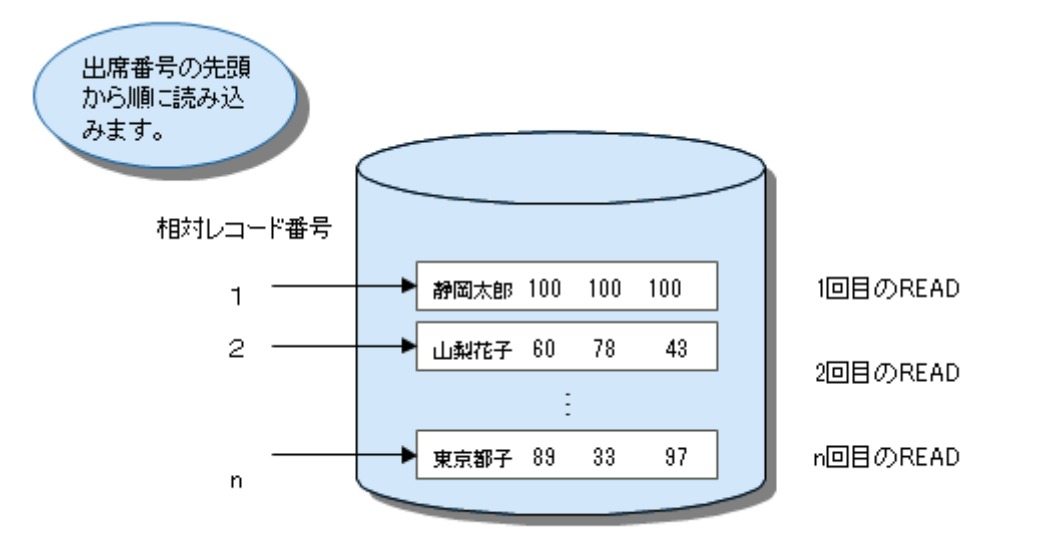 出席番号の先頭
から順に読み込
みます。
相対レコード番号
1 静岡太郎 100 100 100 1回目のREAD
2 山梨花子 60 78 43 2回目のREAD
⋮
n 東京都子 89 33 97 n回目のREAD